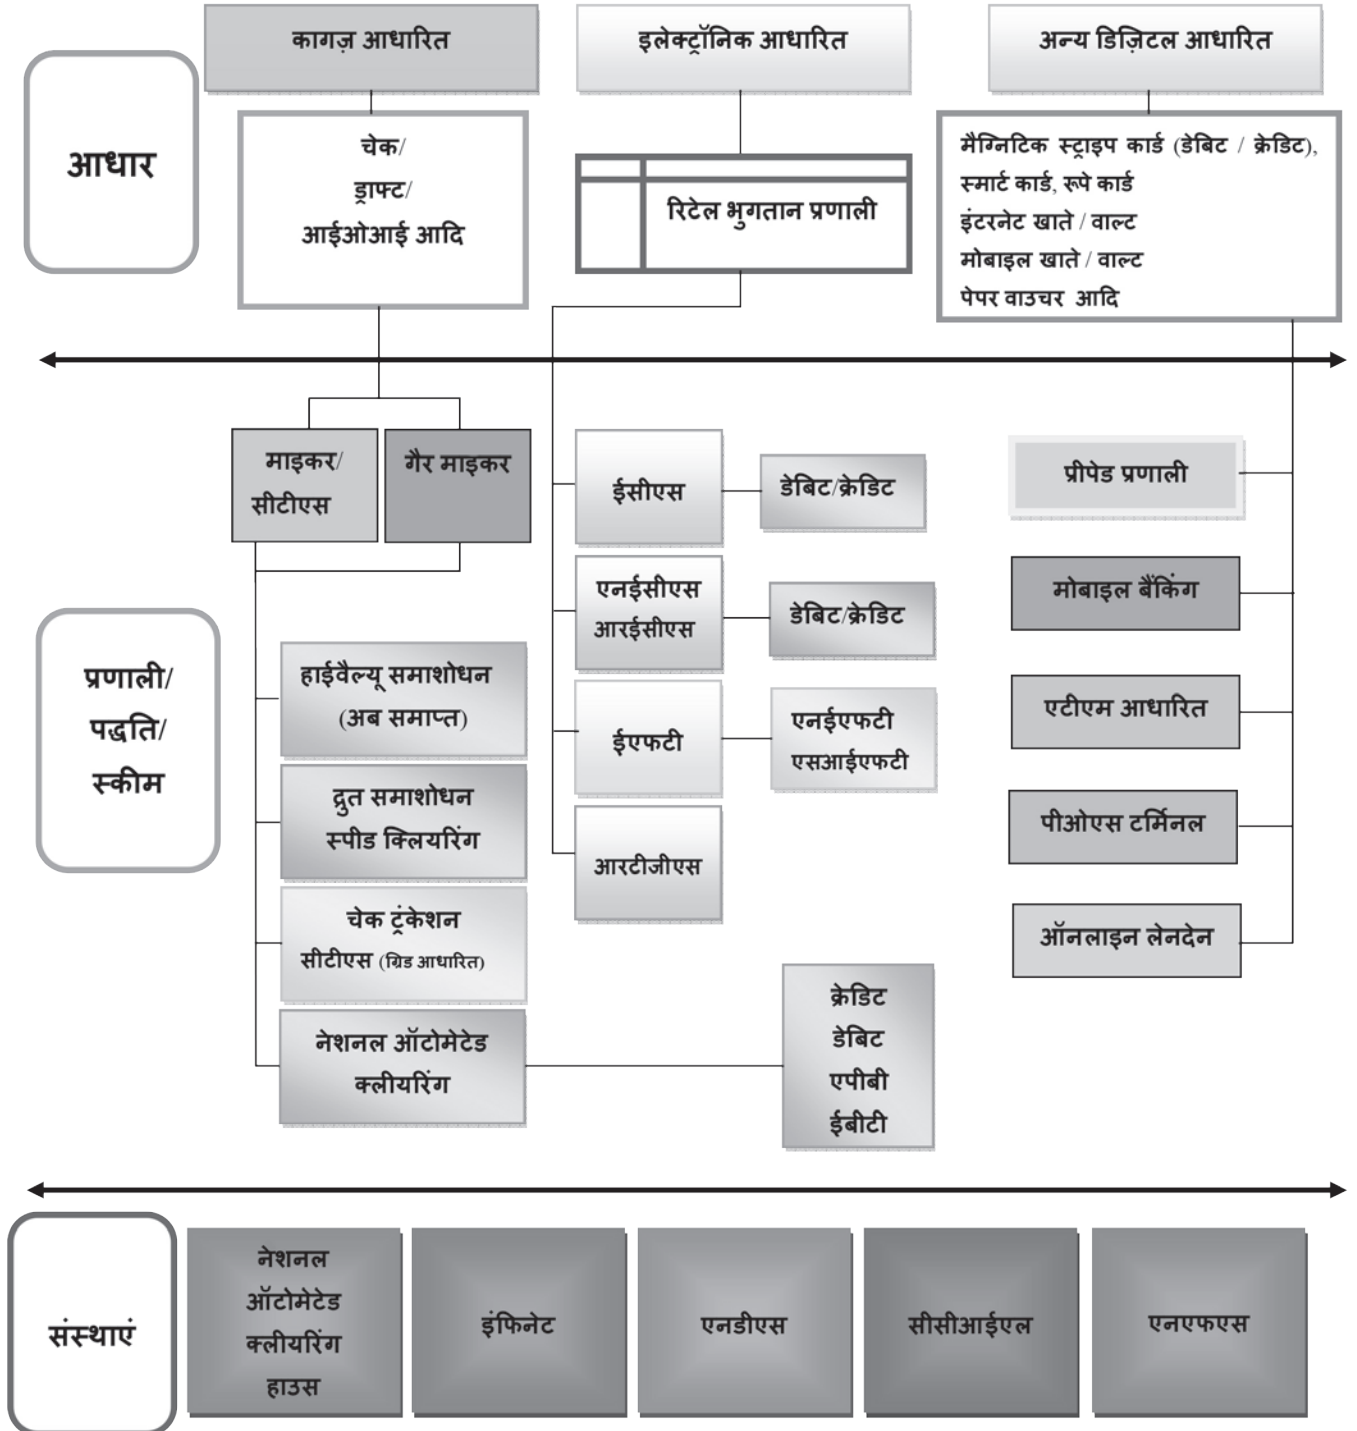 कागज़ आधारित
इलेक्ट्रॉनिक आधारित
अन्य डिज़िटल आधारित
आधार
चेक/
ड्राफ्ट/
आईओआई आदि
रिटेल भुगतान प्रणाली
मैग्निटिक स्ट्राइप कार्ड (डेबिट / क्रेडिट),
स्मार्ट कार्ड, रूपे कार्ड
इंटरनेट खाते / वाल्ट
मोबाइल खाते / वाल्ट
पेपर वाउचर आदि
प्रणाली/
पद्धति/
स्कीम
माइकर/
सीटीएस
गैर माइकर
हाईवैल्यू समाशोधन
(अब समाप्त)
द्रुत समाशोधन
स्पीड क्लियरिंग
चेक ट्रंकेशन
सीटीएस (ग्रिड आधारित)
नेशनल ऑटोमेटेड
क्लीयरिंग
क्रेडिट
डेबिट
एपीबी
ईबीटी
ईसीएस
डेबिट/क्रेडिट
एनईसीएस
आरईसीएस
डेबिट/क्रेडिट
ईएफटी
एनईएफटी
एसआईएफटी
आरटीजीएस
प्रीपेड प्रणाली
मोबाइल बैंकिंग
एटीएम आधारित
पीओएस टर्मिनल
ऑनलाइन लेनदेन
संस्थाएं
नेशनल
ऑटोमेटेड
क्लीयरिंग
हाउस
इंफिनेट
एनडीएस
सीसीआईएल
एनएफएस